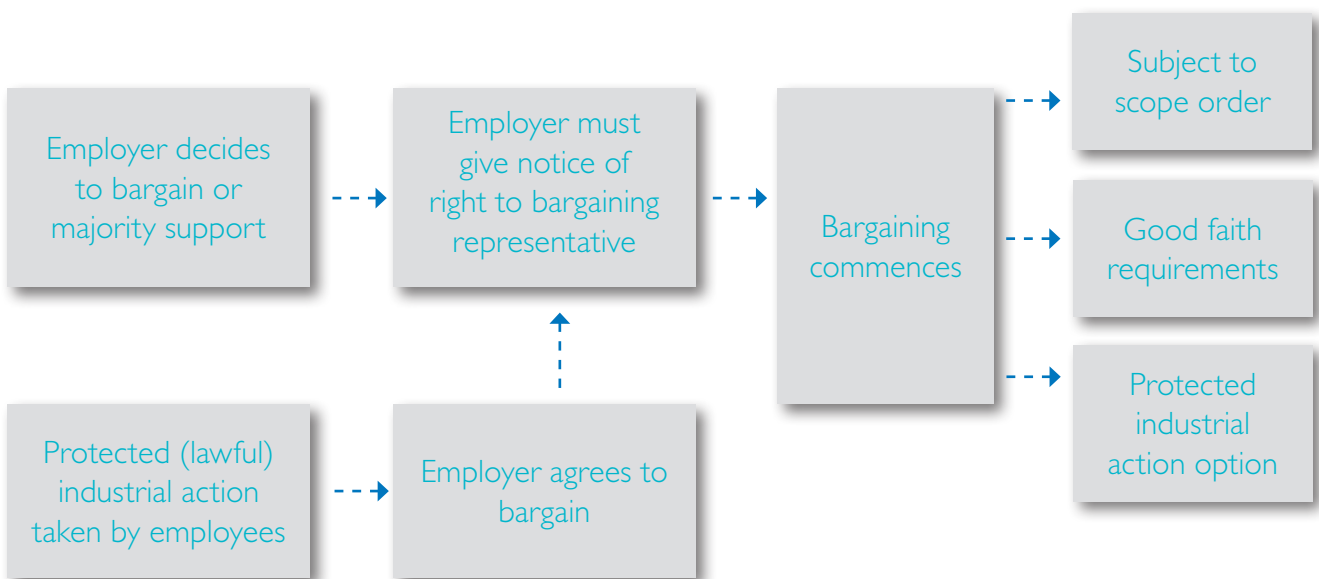 Employer decides
to bargain or
majority support
Employer must
give notice of
right to bargaining
representative
Bargaining
commences
Subject to
scope order
Good faith
requirements
Protected
industrial
action option
Protected (lawful)
industrial action
taken by employees
Employer agrees to
bargain